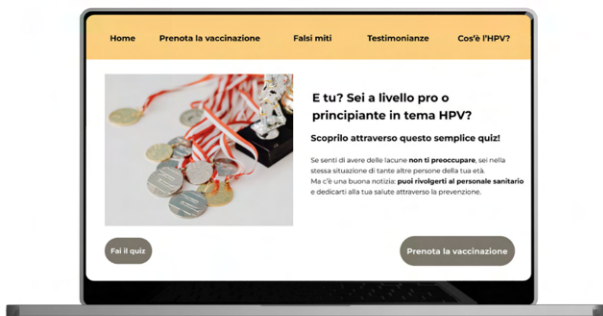 Home Prenota la vaccinazione Falsi miti Testimonianze Cos'è l'HPV?
E tu? Sei a livello pro o
principiante in tema HPV?
Scoprilo attraverso questo semplice quiz!
Se senti di avere delle lacune non ti preoccupare, sei nella
stessa situazione di tante altre persone della tua età.
Ma c'è una buona notizia: puoi rivolgerti al personale sanitario
e dedicarti alla tua salute attraverso la prevenzione.
Fai il quiz
Prenota la vaccinazione